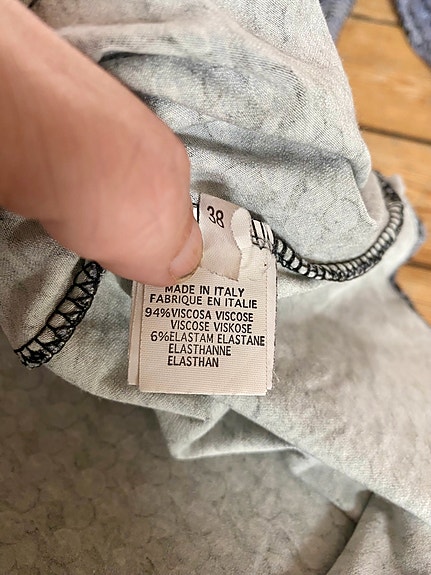 38
MADE IN ITALY
FABRIQUE EN ITALIE
94%VISCOSA VISCOSE
VISCOSE VISKOSE
6%ELASTAM ELASTANE
ELASTHANNE
ELASTHAN